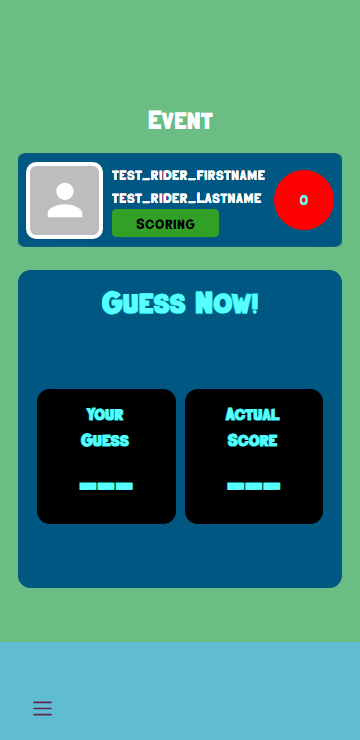 Event
test_rider_firstname
test_rider_lastname
0
Scoring
Guess Now!
Your
Guess
___
Actual
Score
___